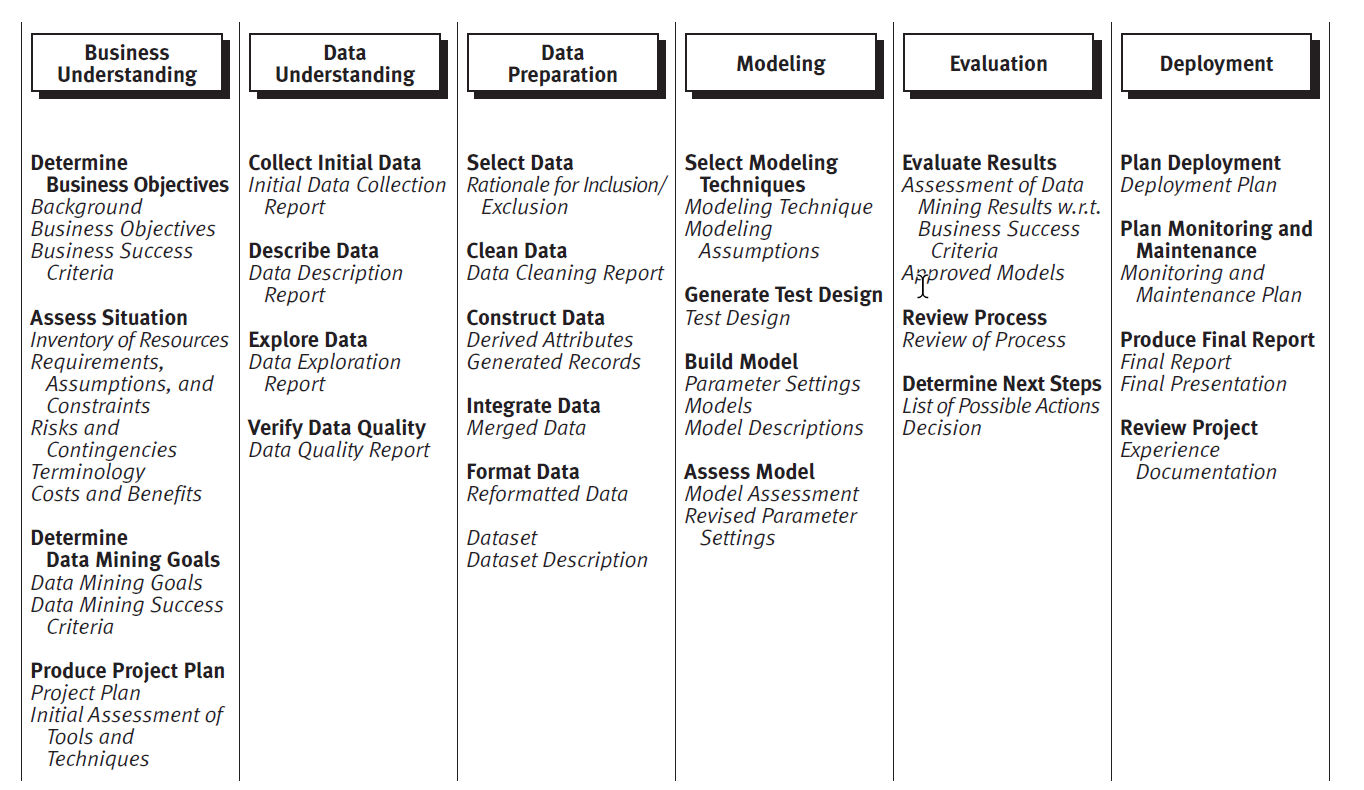 Business
Understanding
Determine
Business Objectives
Background
Business Objectives
Business Success
Criteria
Assess Situation
Inventory of Resources
Requirements,
Assumptions, and
Constraints
Risks and
Contingencies
Terminology
Costs and Benefits
Determine
Data Mining Goals
Data Mining Goals
Data Mining Success
Criteria
Produce Project Plan
Project Plan
Initial Assessment of
Tools and
Techniques
Data
Understanding
Collect Initial Data
Initial Data Collection
Report
Describe Data
Data Description
Report
Explore Data
Data Exploration
Report
Verify Data Quality
Data Quality Report
Data
Preparation
Select Data
Rationale for Inclusion/
Exclusion
Clean Data
Data Cleaning Report
Construct Data
Derived Attributes
Generated Records
Integrate Data
Merged Data
Format Data
Reformatted Data
Dataset
Dataset Description
Modeling
Select Modeling
Techniques
Modeling Technique
Modeling
Assumptions
Generate Test Design
Test Design
Build Model
Parameter Settings
Models
Model Descriptions
Assess Model
Model Assessment
Revised Parameter
Settings
Evaluation
Evaluate Results
Assessment of Data
Mining Results w.r.t.
Business Success
Criteria
Approved Models
Review Process
Review of Process
Determine Next Steps
List of Possible Actions
Decision
Deployment
Plan Deployment
Deployment Plan
Plan Monitoring and
Maintenance
Monitoring and
Maintenance Plan
Produce Final Report
Final Report
Final Presentation
Review Project
Experience
Documentation